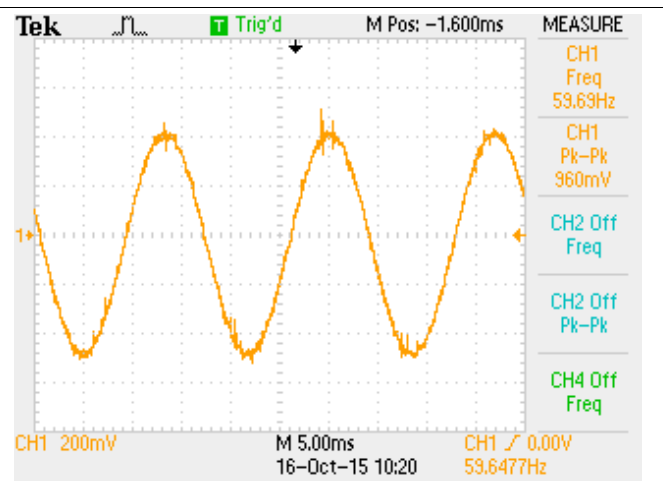 Tek T Trig'd M Pos: -1.600ms MEASURE
CH1
Freq
59.69Hz
CH1
Pk-Pk
960mV
1
CH2 Off
Freq
CH2 Off
Pk-Pk
CH4 Off
Freq
CH1 200mV M 5.00ms CH1 0.00V
16-Oct-15 10:20 59.6477Hz